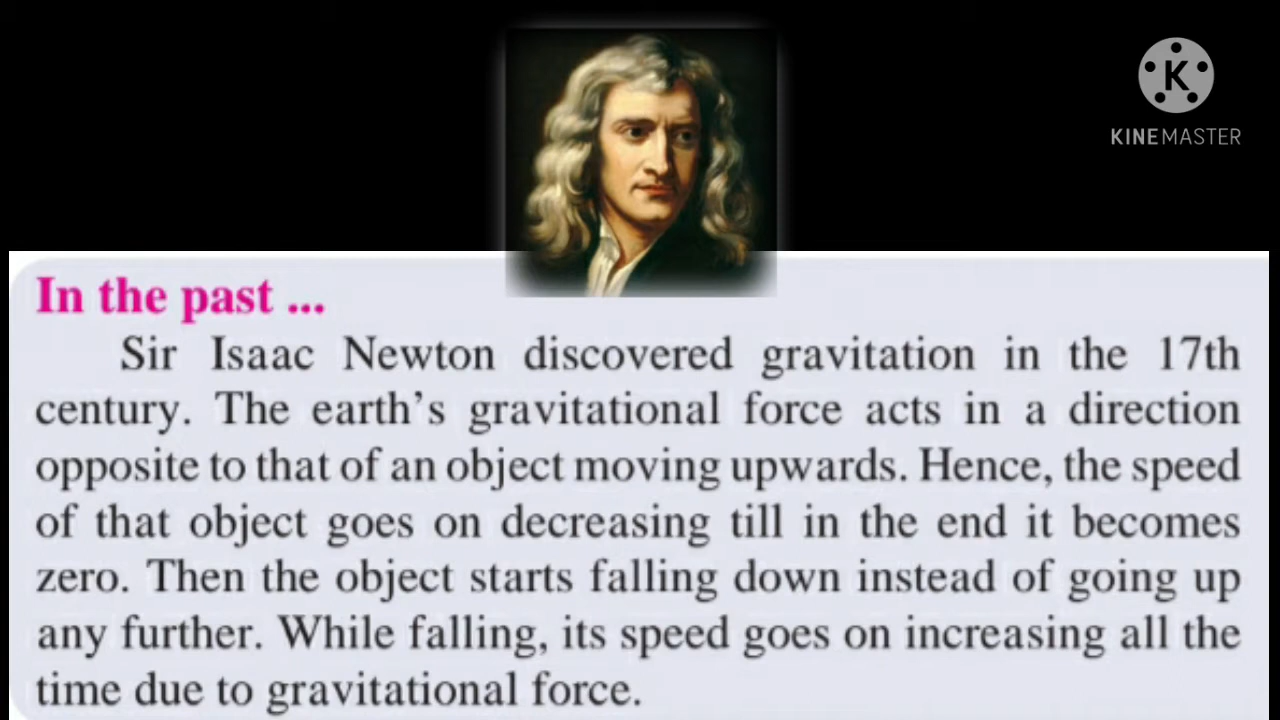 K
KINEMASTER
In the past ...
Sir Isaac Newton discovered gravitation in the 17th
century. The earth's gravitational force acts in a direction
opposite to that of an object moving upwards. Hence, the speed
of that object goes on decreasing till in the end it becomes
zero. Then the object starts falling down instead of going up
any further. While falling, its speed goes on increasing all the
time due to gravitational force.